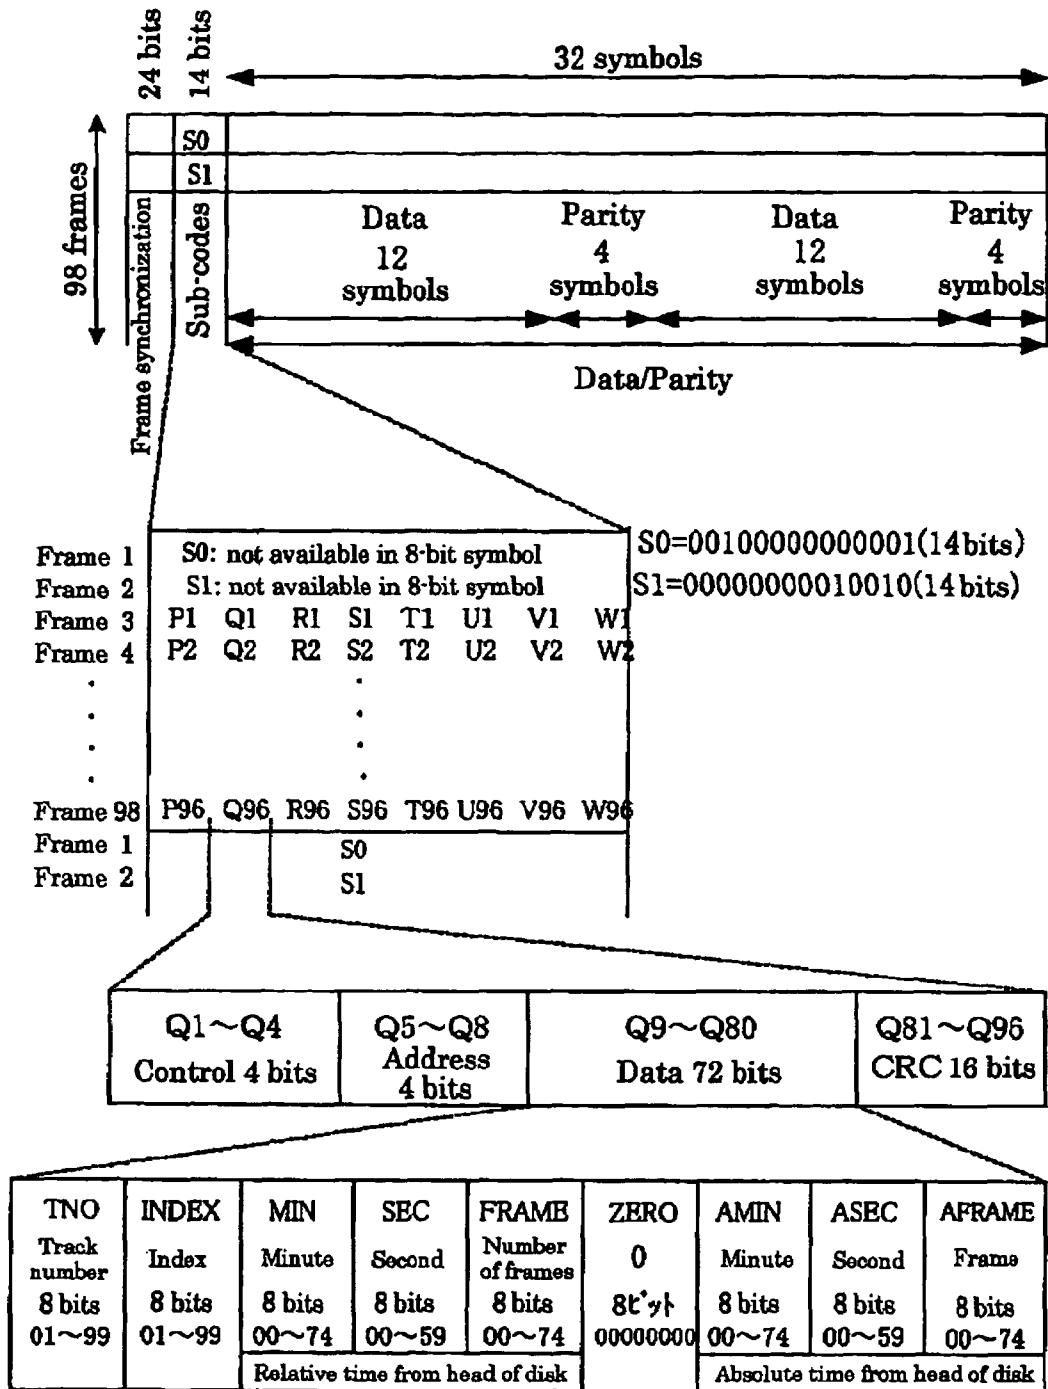 24 bits
14 bits
32 symbols
98 frames
S0
S1
Frame synchronization
Sub-codes
Data
12
symbols
Parity
4
symbols
Data
12
symbols
Parity
4
symbols
Data/Parity
Frame 1 S0: not available in 8-bit symbol S0=00100000000001(14bits)
Frame 2 S1: not available in 8-bit symbol S1=00000000010010(14bits)
Frame 3 P1 Q1 R1 S1 T1 U1 V1 W1
Frame 4 P2 Q2 R2 S2 T2 U2 V2 W2
Frame 98 P96 Q96 R96 S96 T96 U96 V96 W96
Frame 1 S0
Frame 2 S1
Q1～Q4
Control 4 bits
Q5～Q8
Address
4 bits
Q9～Q80
Data 72 bits
Q81～Q96
CRC 16 bits
TNO
Track
number
8 bits
01～99
INDEX
Index
8 bits
01～99
MIN
Minute
8 bits
00～74
SEC
Second
8 bits
00～59
FRAME
Number
of frames
8 bits
00～74
ZERO
0
8ビット
00000000
AMIN
Minute
8 bits
00～74
ASEC
Second
8 bits
00～59
AFRAME
Frame
8 bits
00～74
Relative time from head of disk
Absolute time from head of disk